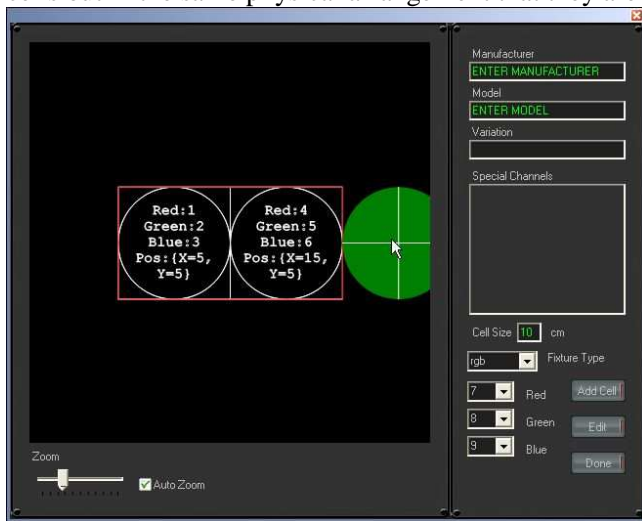 Red:1
Green:2
Blue:3
Pos:{X=5,
Y=5}
Red:4
Green:5
Blue:6
Pos:{X=15,
Y=5}
Zoom
Auto Zoom
Manufacturer
ENTER MANUFACTURER
Model
ENTER MODEL
Variation
Special Channels
Cell Size 10 cm
rgb Fixture Type
7 Red Add Cell
8 Green Edit
9 Blue
Done